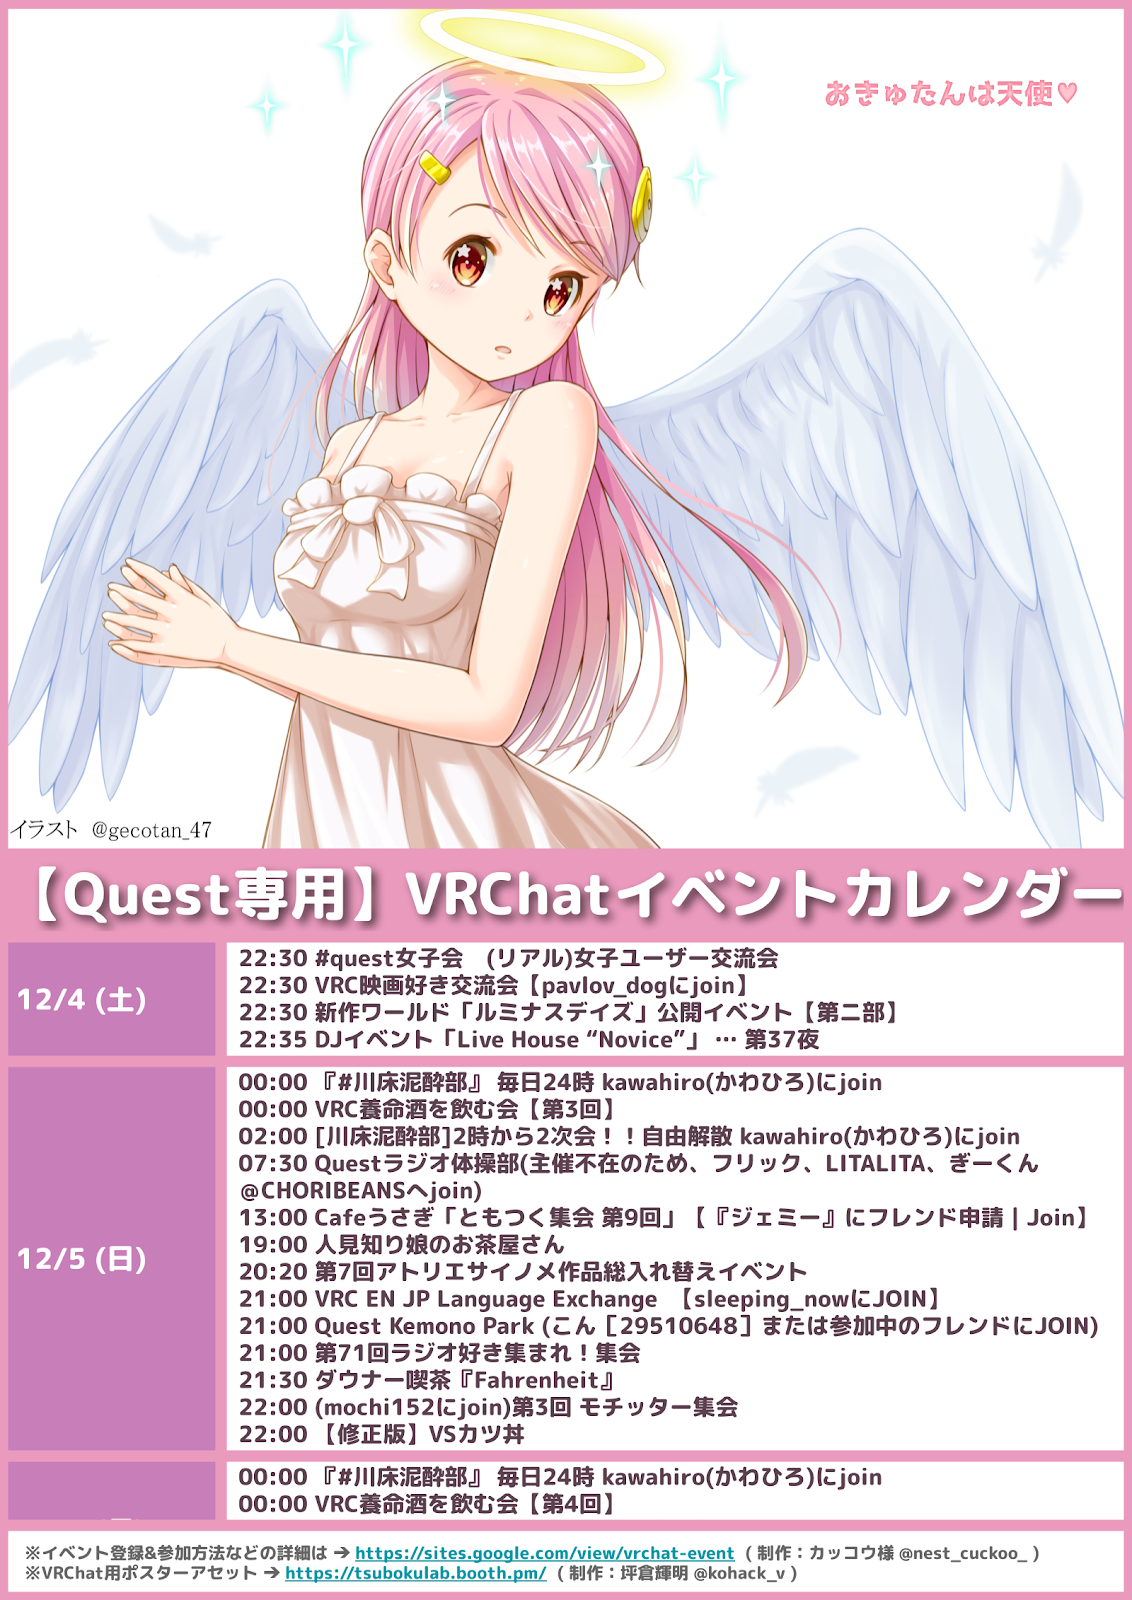 おきゅたんは天使♥
イラスト @gecotan_47
【Quest専用】VRChatイベントカレンダー
12/4 (土)
22:30 #quest女子会 (リアル)女子ユーザー交流会
22:30 VRC映画好き交流会【pavlov_dogにjoin】
22:30 新作ワールド「ルミナスデイズ」公開イベント【第二部】
22:35 DJイベント「Live House “Novice”」 … 第37夜
12/5 (日)
00:00 『#川床泥酔部』 毎日24時 kawahiro(かわひろ)にjoin
00:00 VRC養命酒を飲む会【第3回】
02:00 [川床泥酔部]2時から2次会！！自由解散 kawahiro(かわひろ)にjoin
07:30 Questラジオ体操部(主催不在のため、フリック、LITALITA、ぎーくん
@CHORIBEANSへjoin)
13:00 Cafeうさぎ「ともつく集会 第9回」【『ジェミー』にフレンド申請 | Join】
19:00 人見知り娘のお茶屋さん
20:20 第7回アトリエサイノメ作品総入れ替えイベント
21:00 VRC EN JP Language Exchange 【sleeping_nowにJOIN】
21:00 Quest Kemono Park (こん［29510648］または参加中のフレンドにJOIN)
21:00 第71回ラジオ好き集まれ！集会
21:30 ダウナー喫茶『Fahrenheit』
22:00 (mochi152にjoin)第3回 モチッター集会
22:00 【修正版】VSカツ丼
00:00 『#川床泥酔部』 毎日24時 kawahiro(かわひろ)にjoin
00:00 VRC養命酒を飲む会【第4回】
※イベント登録&参加方法などの詳細は → https://sites.google.com/view/vrchat-event ( 制作：カッコウ様 @nest_cuckoo_ )
※VRChat用ポスターアセット → https://tsubokulab.booth.pm/ ( 制作：坪倉輝明 @kohack_v )